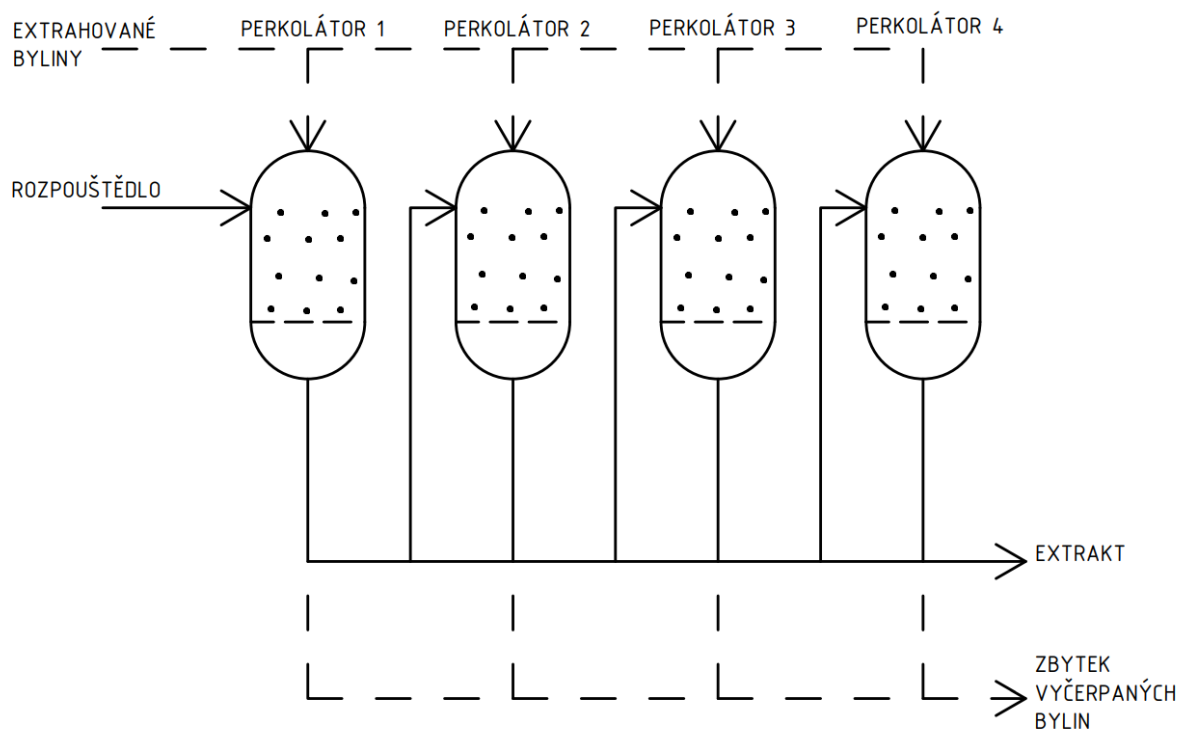 EXTRAHOVANÉ
BYLINY
PERKOLÁTOR 1
PERKOLÁTOR 2
PERKOLÁTOR 3
PERKOLÁTOR 4
ROZPOUŠTĚDLO
EXTRAKT
ZBYTEK
VYČERPANÝCH
BYLIN